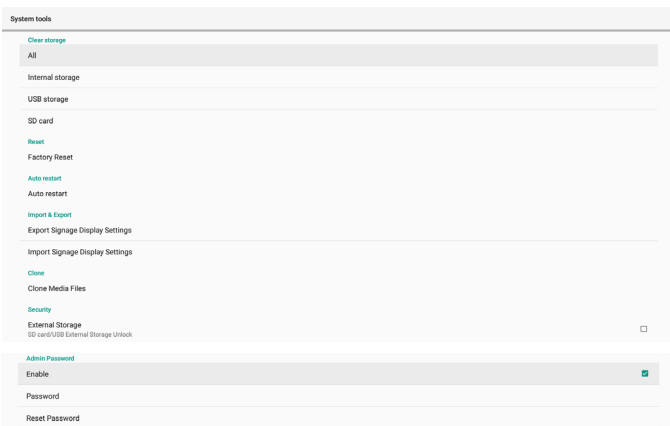 System tools
Clear storage
All
Internal storage
USB storage
SD card
Reset
Factory Reset
Auto restart
Auto restart
Import & Export
Export Signage Display Settings
Import Signage Display Settings
Clone
Clone Media Files
Security
External Storage
SD card/USB External Storage Unlock
Admin Password
Enable
Password
Reset Password